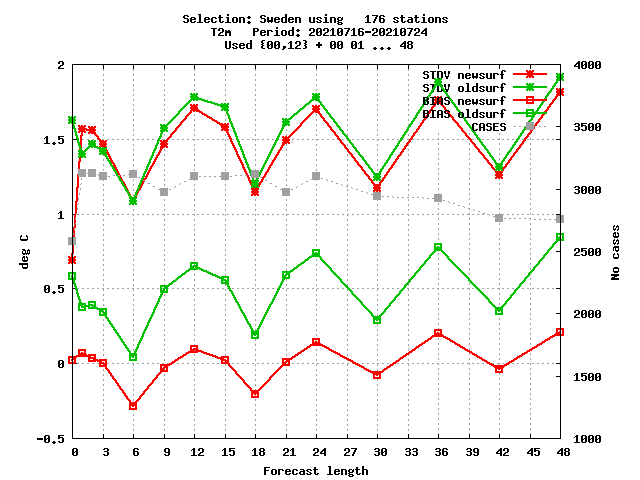 Selection: Sweden using   176 stations
T2m   Period: 20210716-20210724
Used {00,12} + 00 01 ... 48
STDV newsurf
STDV oldsurf
BIAS newsurf
BIAS oldsurf
CASES
2
1.5
1
0.5
0
-0.5
deg C
4000
3500
3000
2500
2000
1500
1000
No cases
0 3 6 9 12 15 18 21 24 27 30 33 36 39 42 45 48
Forecast length